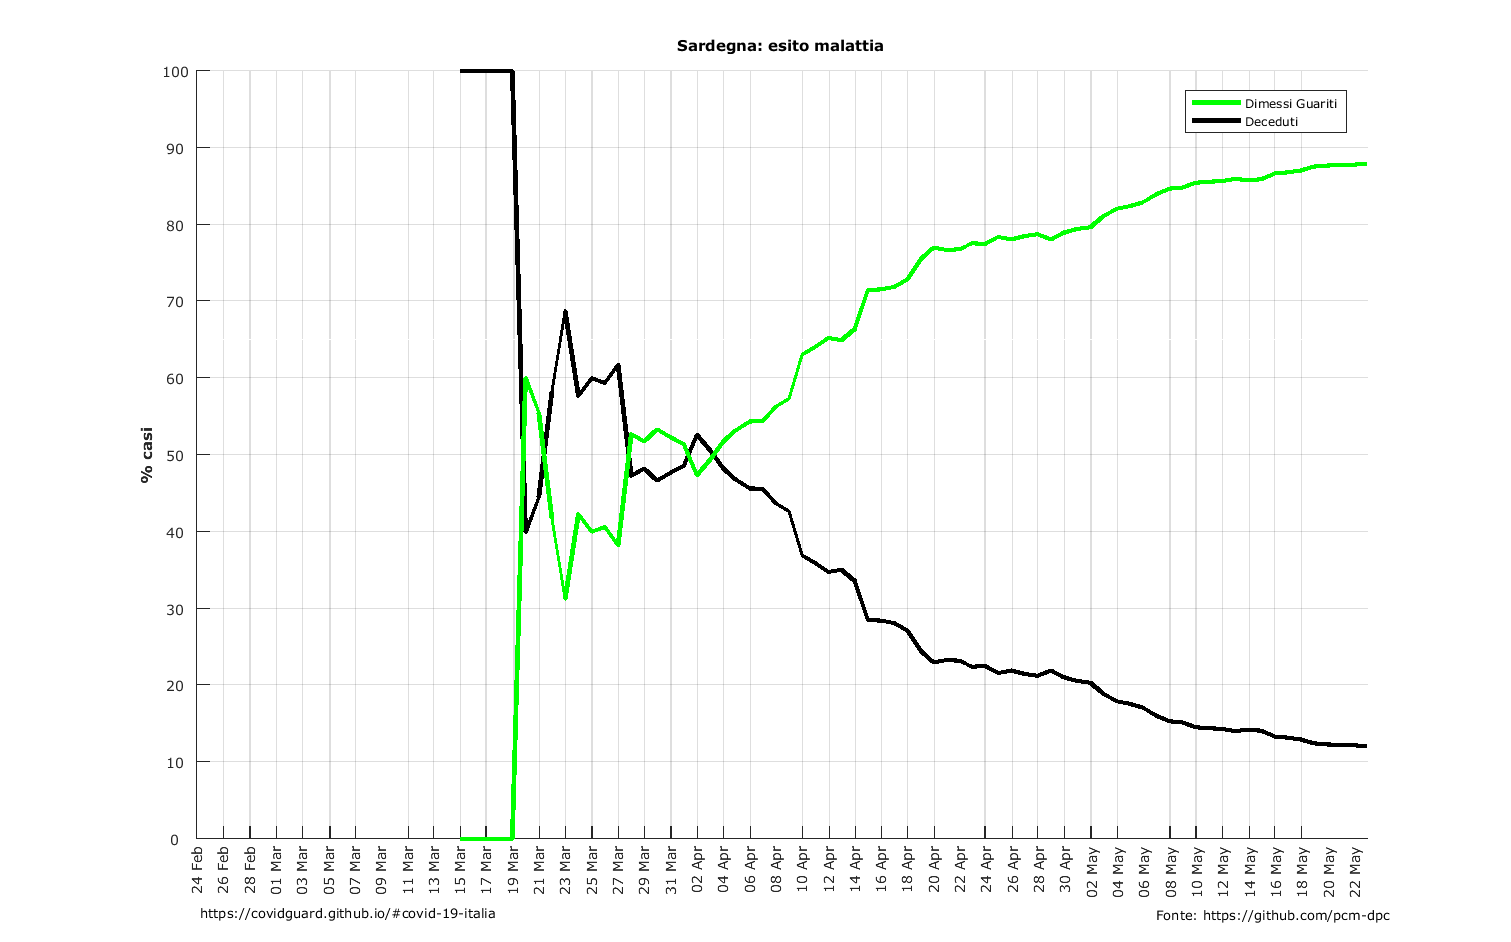 Sardegna: esito malattia
% casi
100
90
80
70
60
50
40
30
20
10
0
Dimessi Guariti
Deceduti
24 Feb
26 Feb
28 Feb
01 Mar
03 Mar
05 Mar
07 Mar
09 Mar
11 Mar
13 Mar
15 Mar
17 Mar
19 Mar
21 Mar
23 Mar
25 Mar
27 Mar
29 Mar
31 Mar
02 Apr
04 Apr
06 Apr
08 Apr
10 Apr
12 Apr
14 Apr
16 Apr
18 Apr
20 Apr
22 Apr
24 Apr
26 Apr
28 Apr
30 Apr
02 May
04 May
06 May
08 May
10 May
12 May
14 May
16 May
18 May
20 May
22 May
https://covidguard.github.io/#covid-19-italia
Fonte: https://github.com/pcm-dpc